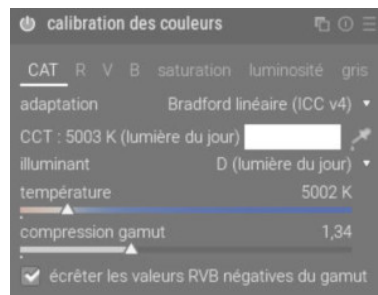 calibration des couleurs
CAT R V B saturation luminosité gris
adaptation Bradford linéaire (ICC v4)
CCT : 5003 K (lumière du jour)
illuminant D (lumière du jour)
température 5002 K
compression gamut 1,34
écrêter les valeurs RVB négatives du gamut